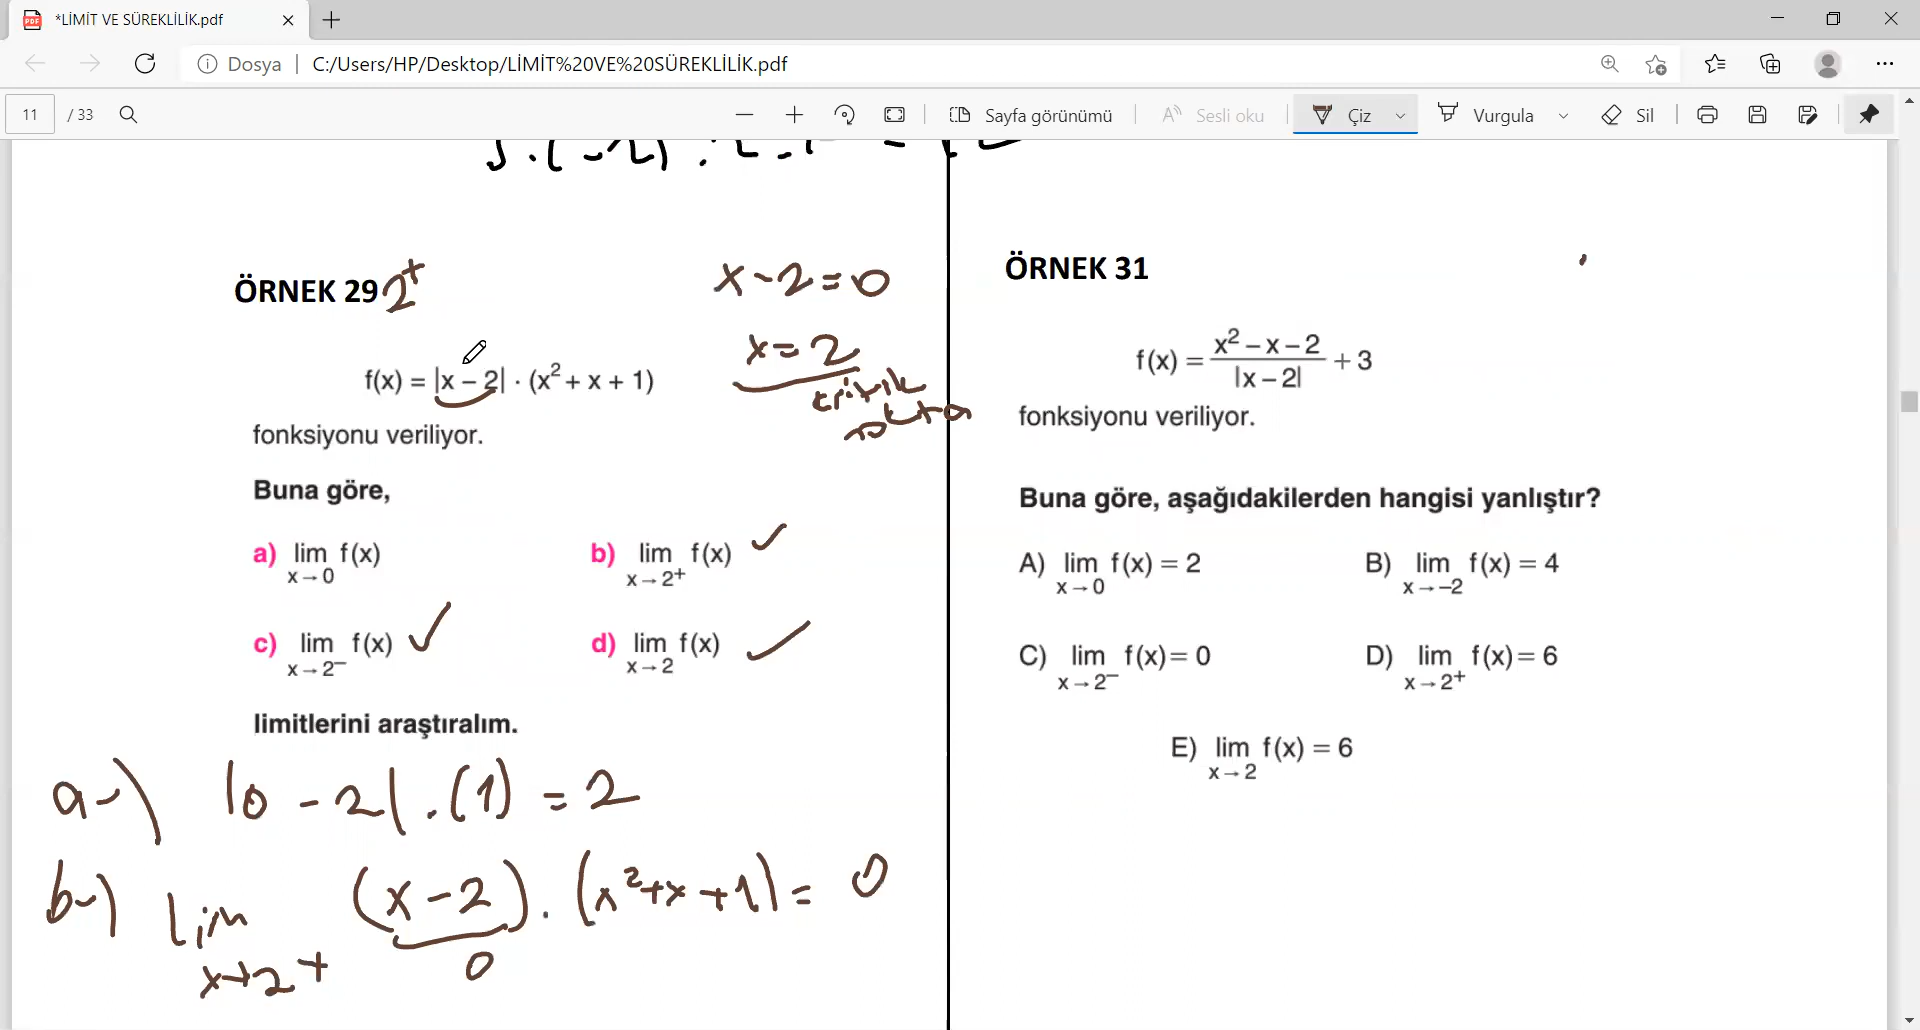 *LİMİT VE SÜREKLİLİK.pdf
Dosya | C:/Users/HP/Desktop/LİMİT%20VE%20SÜREKLİLİK.pdf
11 / 33 Sayfa görünümü Sesli oku Çiz Vurgula Sil
ÖRNEK 29 2⁺
x-2=0
x=2
kritik
nokta
f(x) = |x – 2| · (x² + x + 1)
fonksiyonu veriliyor.
Buna göre,
a) lim f(x)
x→0
b) lim f(x)
x→2⁺
c) lim f(x)
x→2⁻
d) lim f(x)
x→2
limitlerini araştıralım.
a-) |0-2|.(1) = 2
b-) lim (x-2).(x²+x+1) = 0
x→2+
0
ÖRNEK 31
f(x) = x² – x – 2 / |x – 2| + 3
fonksiyonu veriliyor.
Buna göre, aşağıdakilerden hangisi yanlıştır?
A) lim f(x) = 2
x→0
B) lim f(x) = 4
x→–2
C) lim f(x)= 0
x→2⁻
D) lim f(x)= 6
x→2⁺
E) lim f(x) = 6
x→2